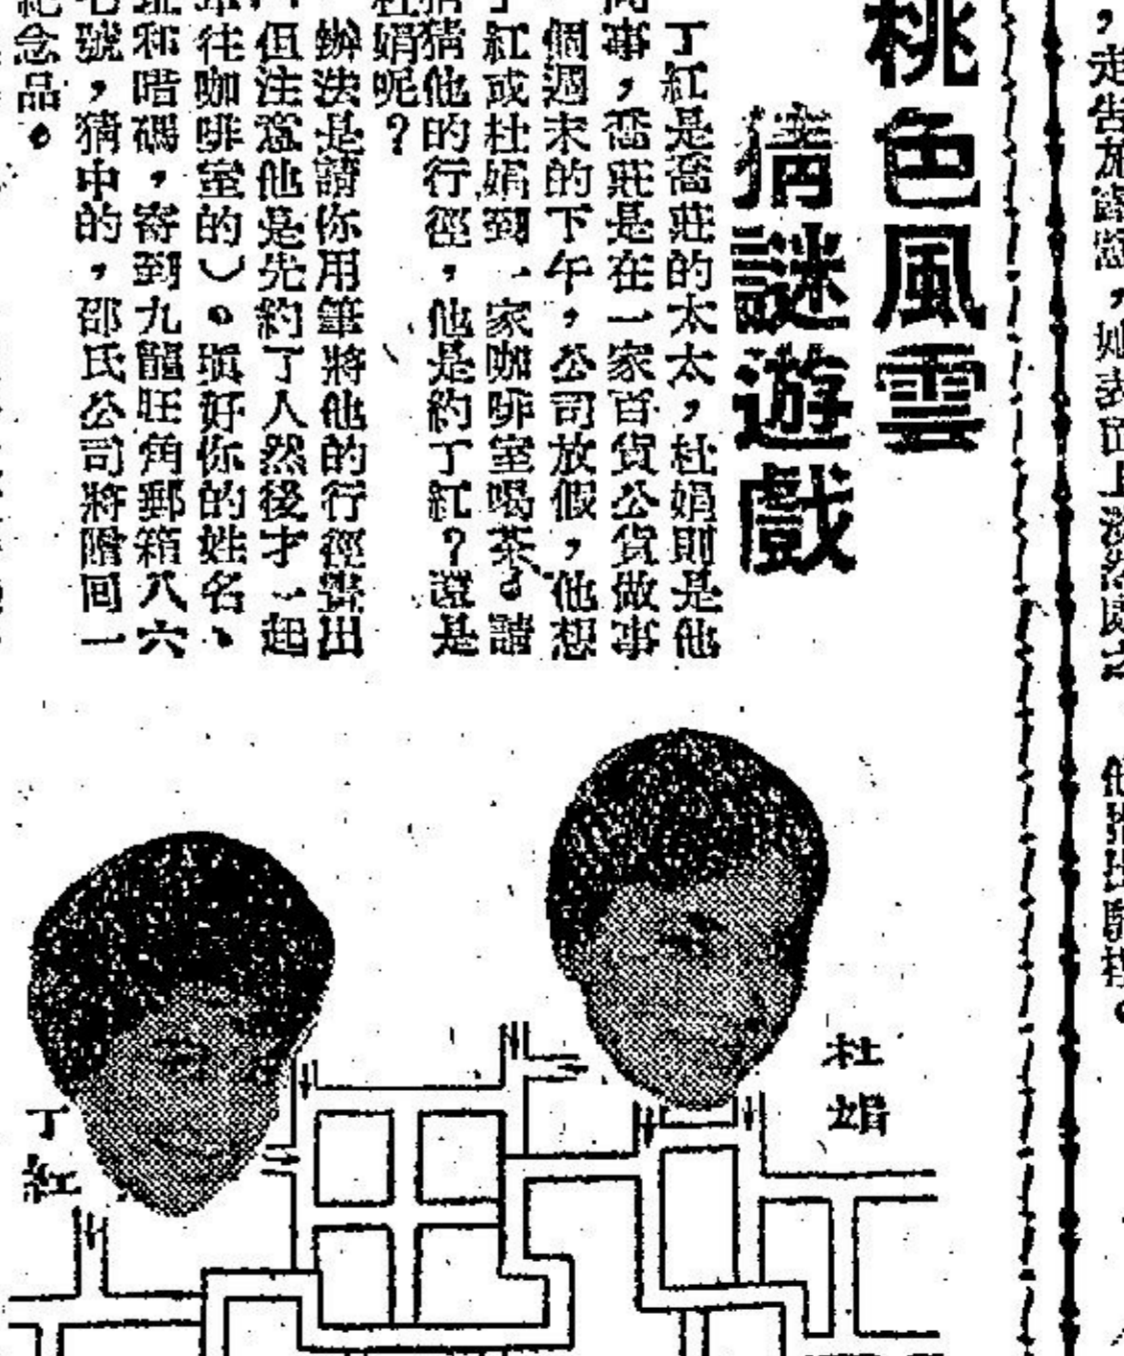 桃色風雲
猜謎遊戲
丁紅是喬莊的太太，杜娟則是他
同事，喬莊是在一家百貨公貨做事
個週末的下午，公司放假，他想
丁紅或杜娟到一家咖啡室喝茶。請
猜他的行徑，他是約丁紅？還是
杜娟呢？
辦法是請你用筆將他的行徑畫出
，但注意他是先約了人然後才一起
往咖啡室的）。塡好你的姓名、
址和暗碼，寄到九龍旺角郵箱八六
號，猜中的，邵氏公司將贈回一
紀念品。
杜娟
丁紅